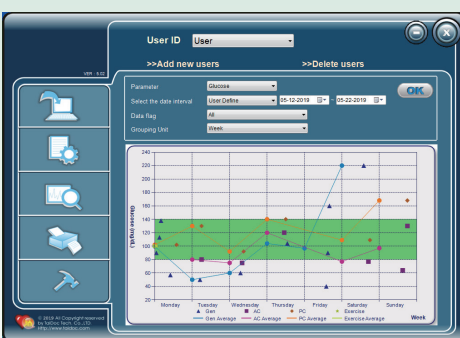 User ID User
>>Add new users >>Delete users
VER : 6.02
Parameter Glucose
OK
Select the date interval User Define 05-12-2019 - 05-22-2019
Data flag All
Grouping Unit Week
240
220
200
180
160
140
120
100
80
60
40
20
Glucose (mg/dL)
Monday Tuesday Wednesday Thursday Friday Saturday Sunday
Gen AC PC Exercise
Gen Average AC Average PC Average Exercise Average
Week
© 2019 All Copyright reserved
by TaiDoc Tech. Co.,LTD
http://www.taidoc.com/